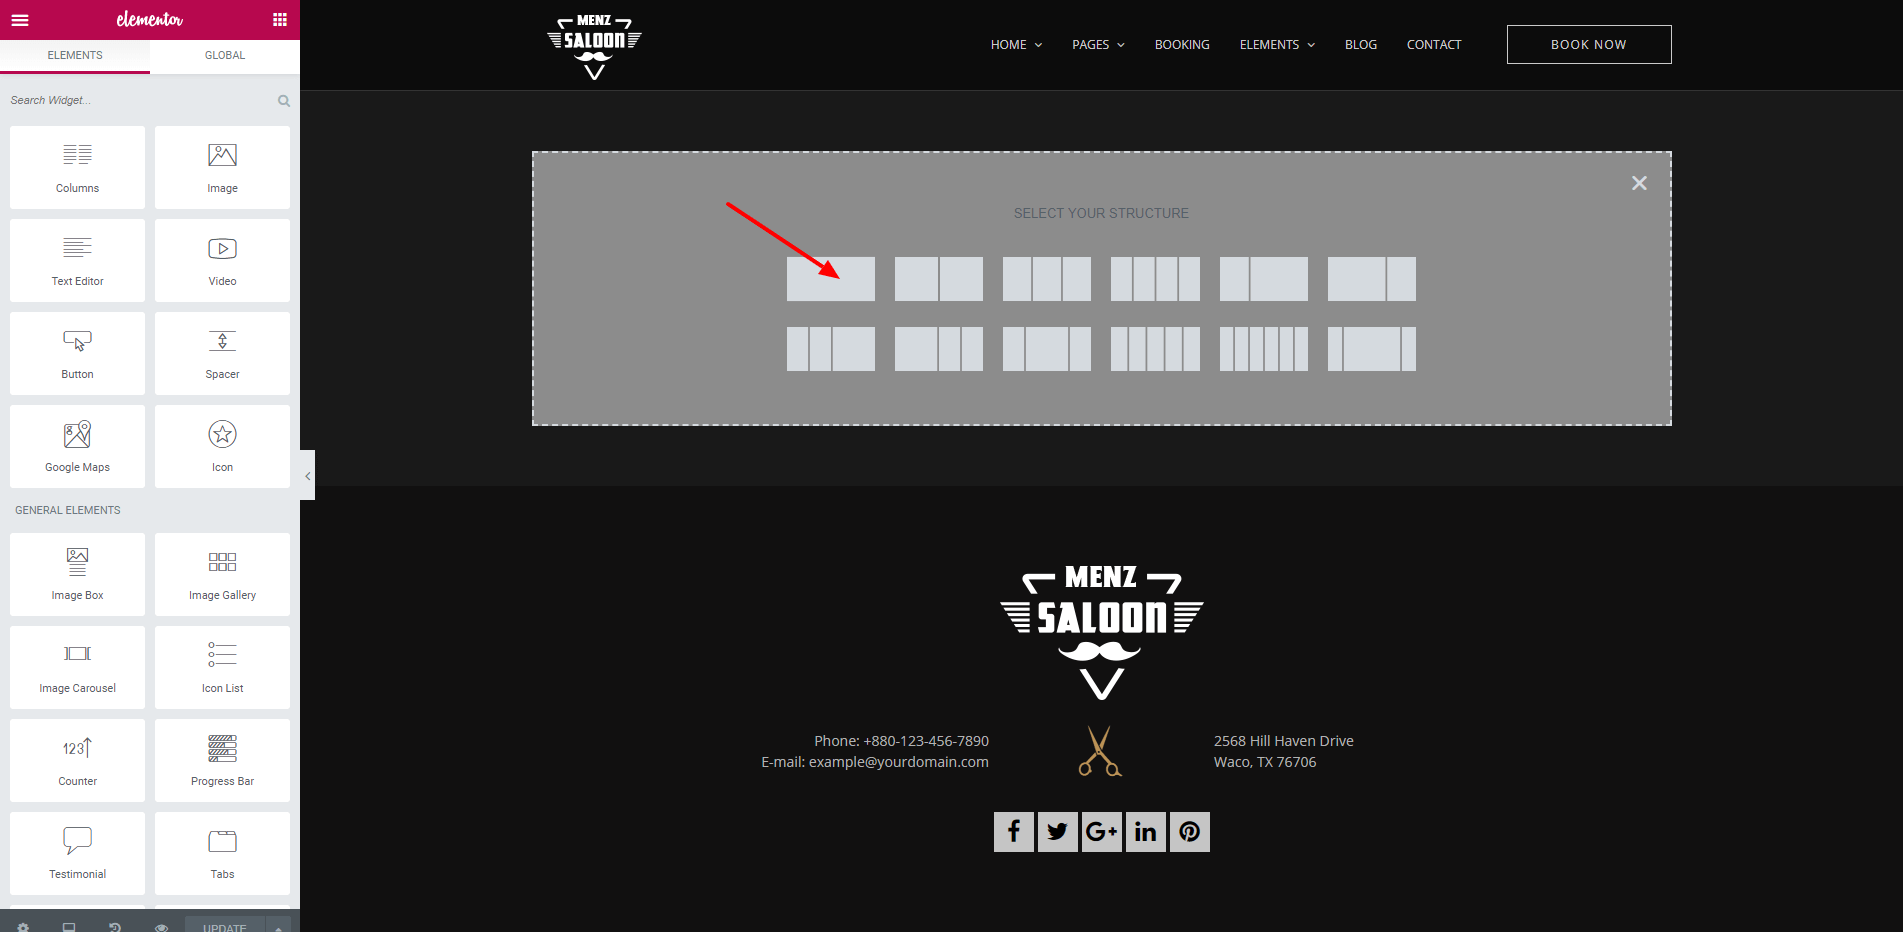 elementor
ELEMENTS GLOBAL
Search Widget...
Columns Image
Text Editor Video
Button Spacer
Google Maps Icon
GENERAL ELEMENTS
Image Box Image Gallery
Image Carousel Icon List
123
Counter Progress Bar
Testimonial Tabs
UPDATE
MENZ
SALOON
HOME PAGES BOOKING ELEMENTS BLOG CONTACT BOOK NOW
SELECT YOUR STRUCTURE
MENZ
SALOON
Phone: +880-123-456-7890
E-mail: example@yourdomain.com
2568 Hill Haven Drive
Waco, TX 76706
f G+ in